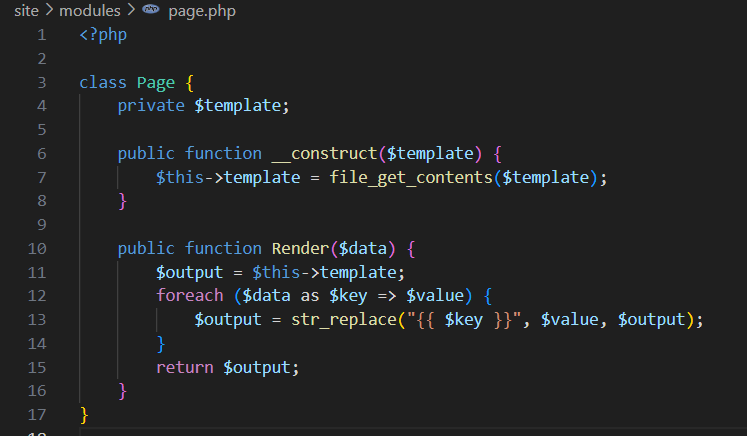 site > modules > php page.php
1 <?php
2
3 class Page {
4     private $template;
5
6     public function __construct($template) {
7         $this->template = file_get_contents($template);
8     }
9
10     public function Render($data) {
11         $output = $this->template;
12         foreach ($data as $key => $value) {
13             $output = str_replace("{{ $key }}", $value, $output);
14         }
15         return $output;
16     }
17 }
18